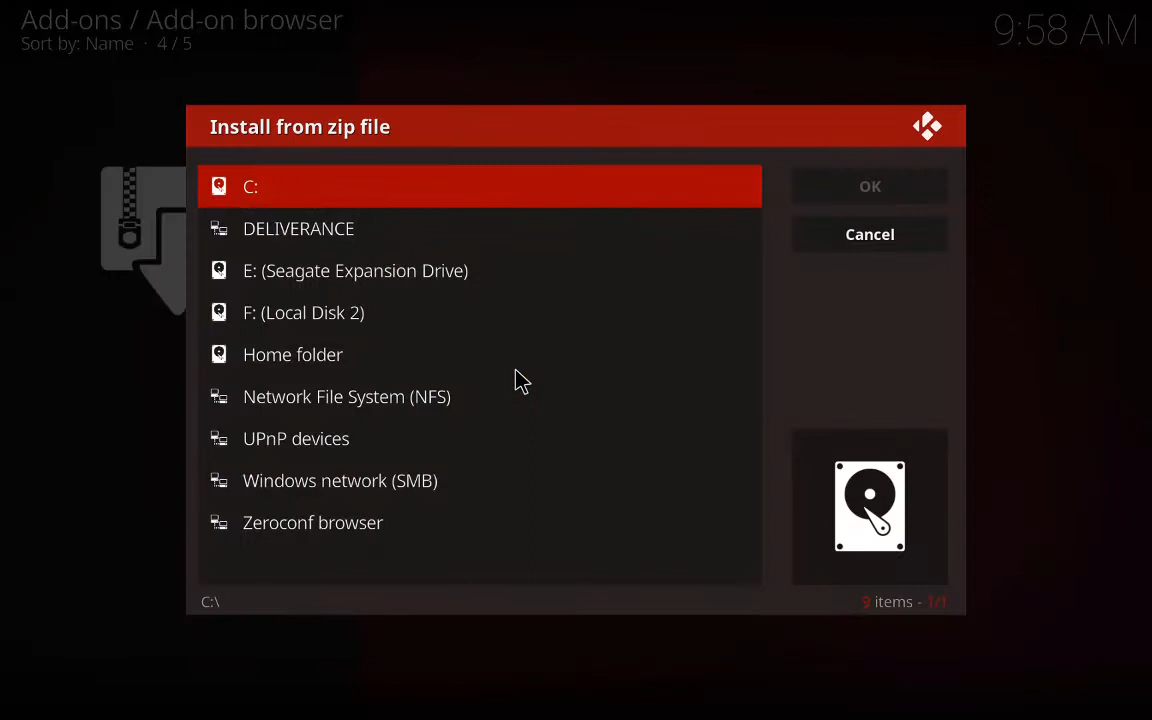 Add-ons / Add-on browser
Sort by: Name · 4 / 5
9:58 AM
Install from zip file
C:
OK
DELIVERANCE
Cancel
E: (Seagate Expansion Drive)
F: (Local Disk 2)
Home folder
Network File System (NFS)
UPnP devices
Windows network (SMB)
Zeroconf browser
C:\
9 items - 1/1